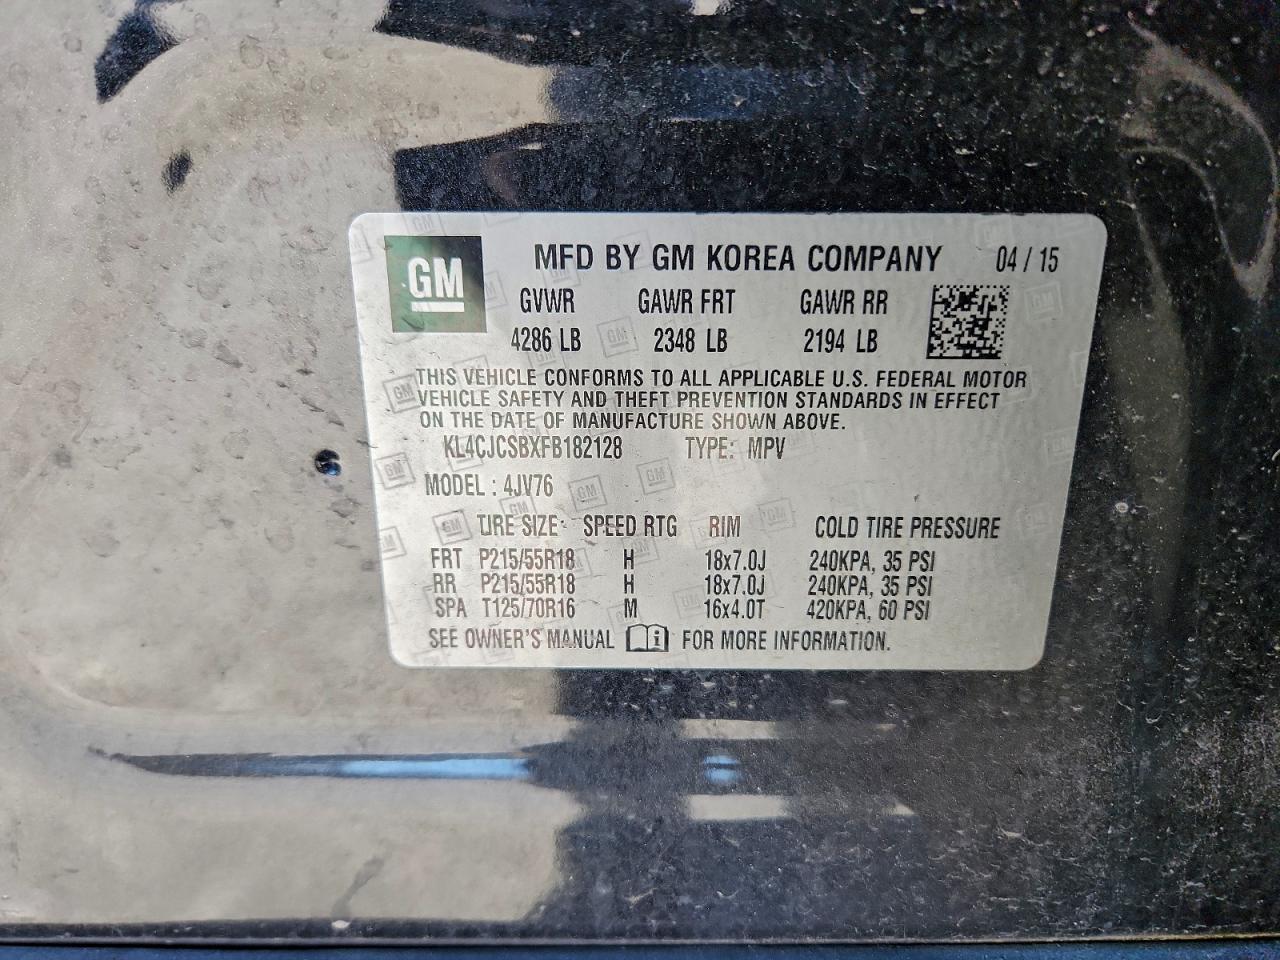 GM MFD BY GM KOREA COMPANY 04 / 15
GVWR GAWR FRT GAWR RR
4286 LB 2348 LB 2194 LB
THIS VEHICLE CONFORMS TO ALL APPLICABLE U.S. FEDERAL MOTOR
VEHICLE SAFETY AND THEFT PREVENTION STANDARDS IN EFFECT
ON THE DATE OF MANUFACTURE SHOWN ABOVE.
KL4CJCSBXFB182128 TYPE: MPV
MODEL : 4JV76
TIRE SIZE SPEED RTG RIM COLD TIRE PRESSURE
FRT P215/55R18 H 18x7.0J 240KPA, 35 PSI
RR P215/55R18 H 18x7.0J 240KPA, 35 PSI
SPA T125/70R16 M 16x4.0T 420KPA, 60 PSI
SEE OWNER'S MANUAL FOR MORE INFORMATION.